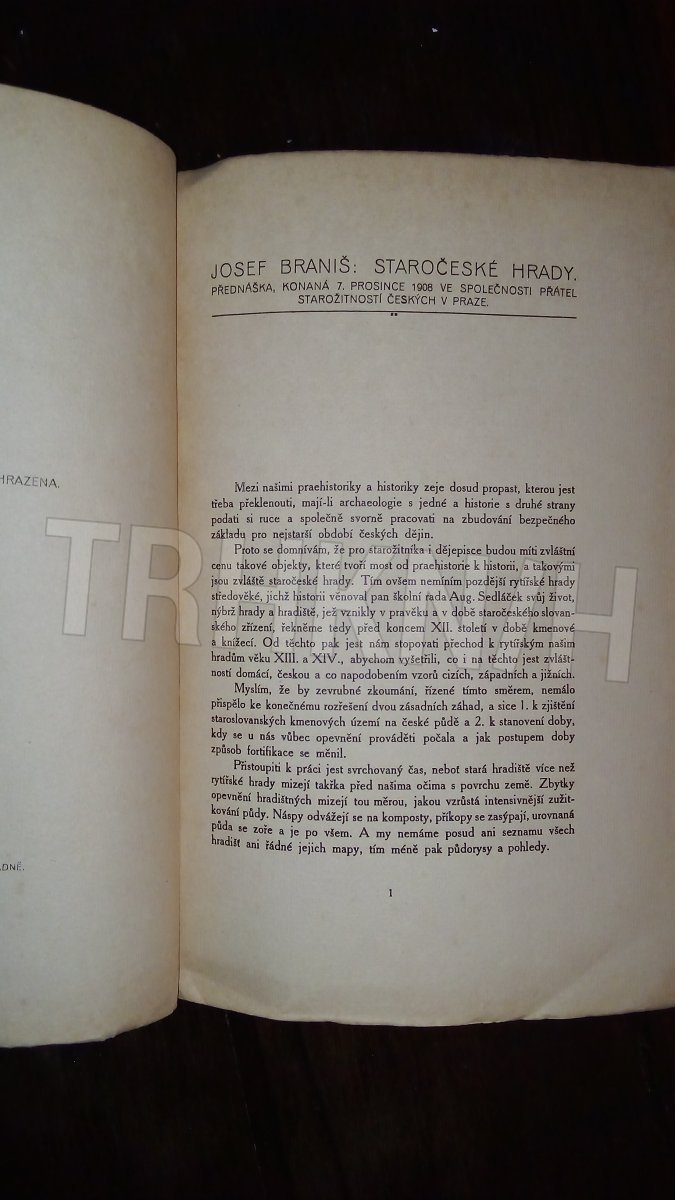 HRAZENA.
DNĚ.
JOSEF BRANIŠ: STAROČESKÉ HRADY.
PŘEDNÁŠKA, KONANÁ 7. PROSINCE 1908 VE SPOLEČNOSTI PŘÁTEL
STAROŽITNOSTÍ ČESKÝCH V PRAZE.
Mezi našimi praehistoriky a historiky zeje dosud propast, kterou jest
třeba překlenouti, mají-li archaeologie s jedné a historie s druhé strany
podati si ruce a společně svorně pracovati na zbudování bezpečného
základu pro nejstarší období českých dějin.
Proto se domnívám, že pro starožitníka i dějepisce budou míti zvláštní
cenu takové objekty, které tvoří most od praehistorie k historii, a takovými
jsou zvláště staročeské hrady. Tím ovšem nemíním pozdější rytířské hrady
středověké, jichž historii věnoval pan školní rada Aug. Sedláček svůj život,
nýbrž hrady a hradiště, jež vznikly v pravěku a v době staročeského slovan-
ského zřízení, řekněme tedy před koncem XII. století v době kmenové
a knížecí. Od těchto pak jest nám stopovati přechod k rytířským našim
hradům věku XIII. a XIV., abychom vyšetřili, co i na těchto jest zvlášt-
ností domácí, českou a co napodobením vzorů cizích, západních a jižních.
Myslím, že by zevrubné zkoumání, řízené tímto směrem, nemálo
přispělo ke konečnému rozřešení dvou zásadních záhad, a sice 1. k zjištění
staroslovanských kmenových území na české půdě a 2. k stanovení doby,
kdy se u nás vůbec opevnění prováděti počala a jak postupem doby
způsob fortifikace se měnil.
Přistoupiti k práci jest svrchovaný čas, neboť stará hradiště více než
rytířské hrady mizejí takřka před našima očima s povrchu země. Zbytky
opevnění hradištných mizejí tou měrou, jakou vzrůstá intensivnější zužit-
kování půdy. Náspy odvážejí se na komposty, příkopy se zasýpají, urovnaná
půda se zoře a je po všem. A my nemáme posud ani seznamu všech
hradišť ani řádné jejich mapy, tím méně pak půdorysy a pohledy.
1